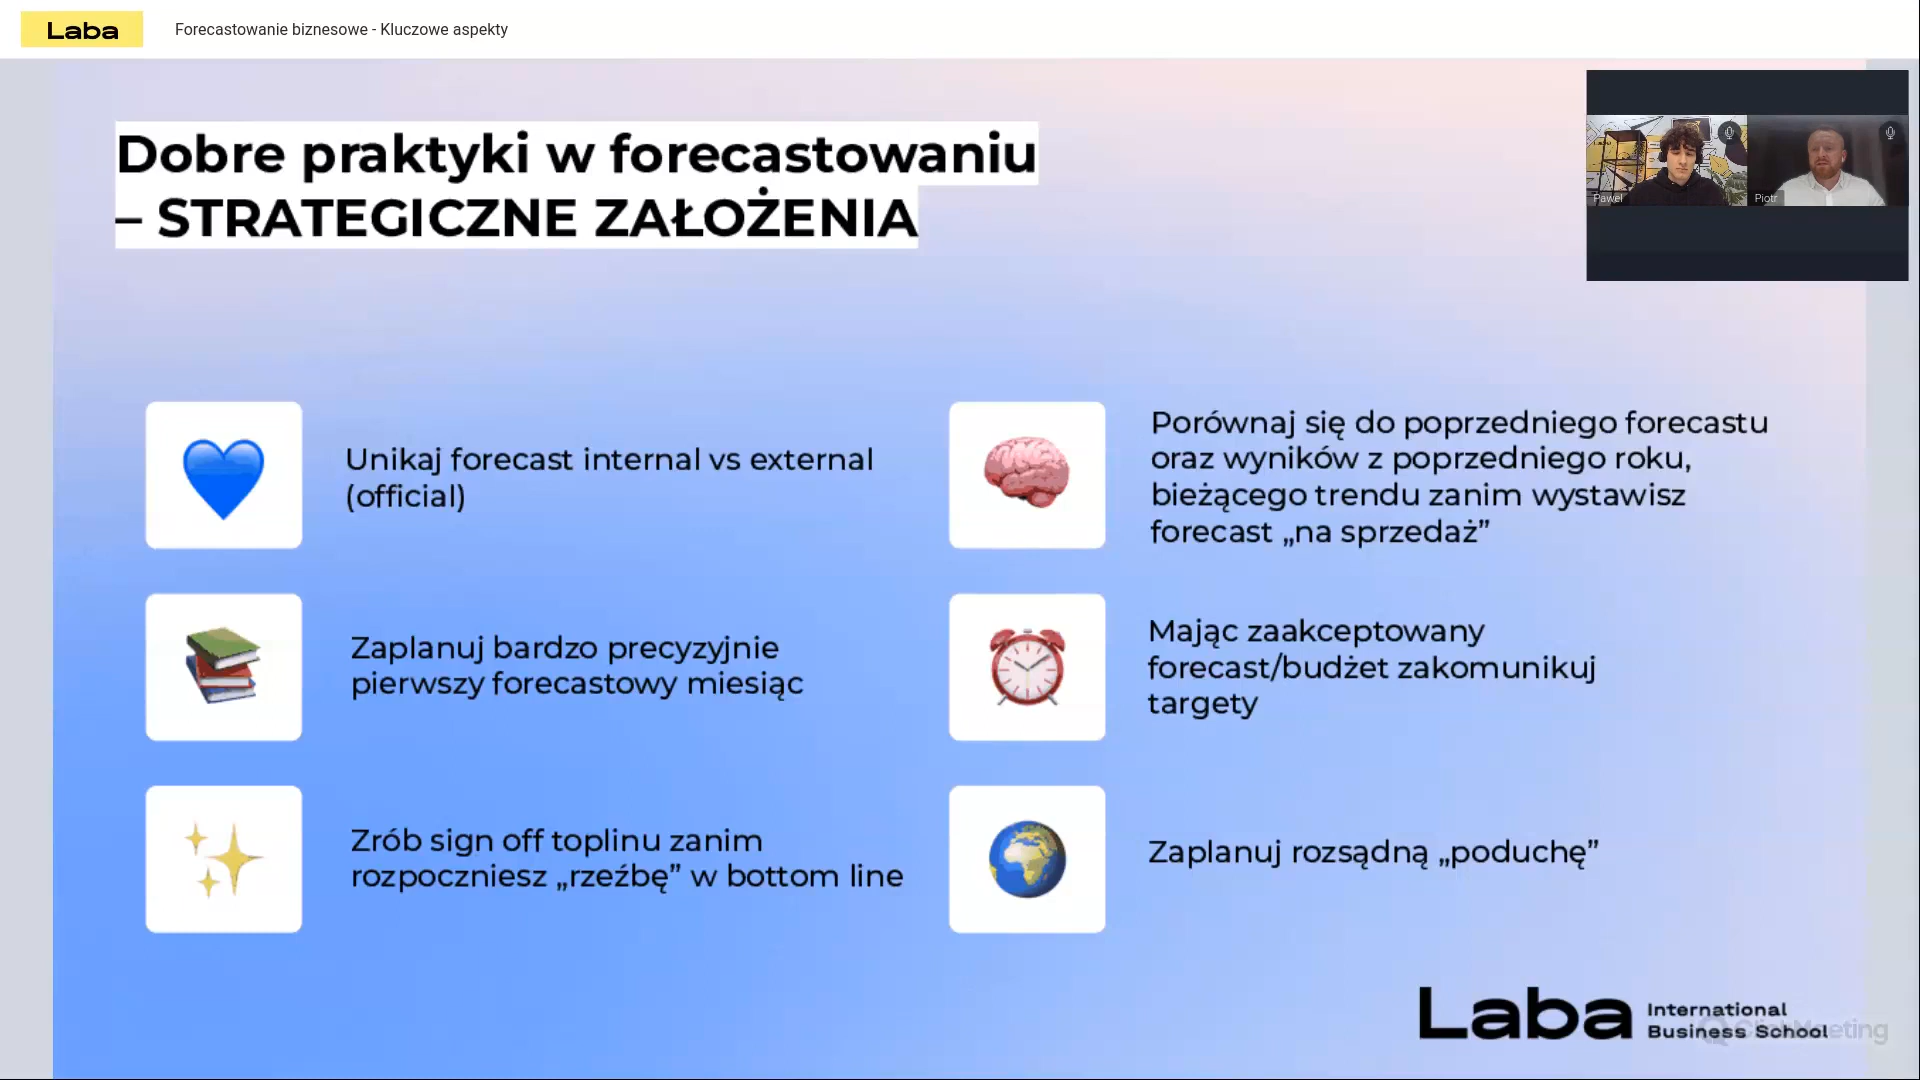 Laba
Forecastowanie biznesowe - Kluczowe aspekty
Dobre praktyki w forecastowaniu
– STRATEGICZNE ZAŁOŻENIA
Paweł
Piotr
Unikaj forecast internal vs external
(official)
Zaplanuj bardzo precyzyjnie
pierwszy forecastowy miesiąc
Zrób sign off toplinu zanim
rozpoczniesz „rzeźbę” w bottom line
Porównaj się do poprzedniego forecastu
oraz wyników z poprzedniego roku,
bieżącego trendu zanim wystawisz
forecast „na sprzedaż”
Mając zaakceptowany
forecast/budżet zakomunikuj
targety
Zaplanuj rozsądną „poduchę”
Laba
International
Business School
ClickMeeting